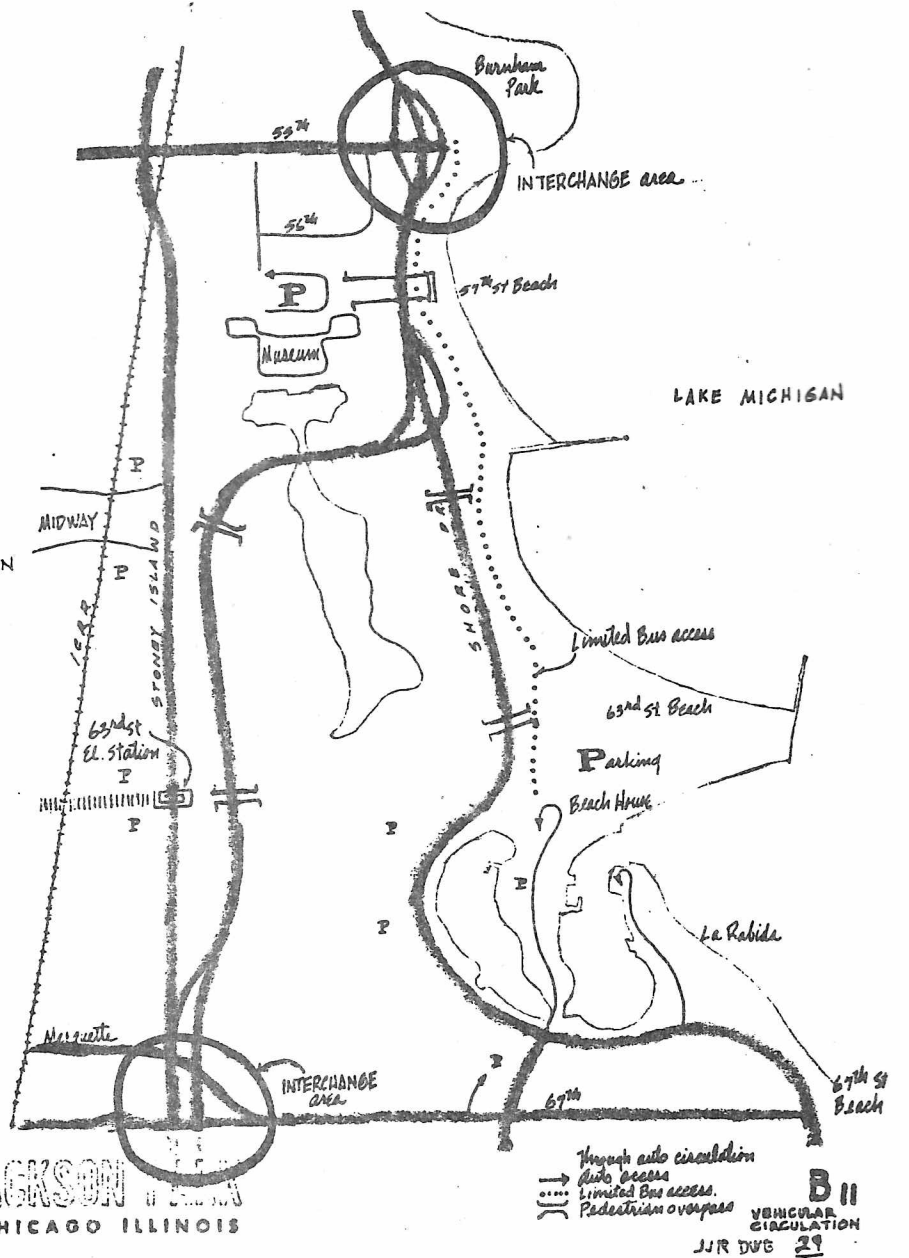 Burnham
Park
55th
INTERCHANGE area
56th
P
57th St Beach
Museum
LAKE MICHIGAN
P
MIDWAY
P
N
ICRR
STONEY ISLAND
SHORE DR
Limited Bus access
63rd St Beach
63rd St
El. Station
P
P
Parking
Beach House
P
P
P
La Rabida
Marquette
INTERCHANGE
area
P
67th
67th St
Beach
JACKSON PARK
CHICAGO ILLINOIS
Through auto circulation
auto access
Limited Bus access.
Pedestrian overpass
B 11
VEHICULAR
CIRCULATION
JJR DWG 29